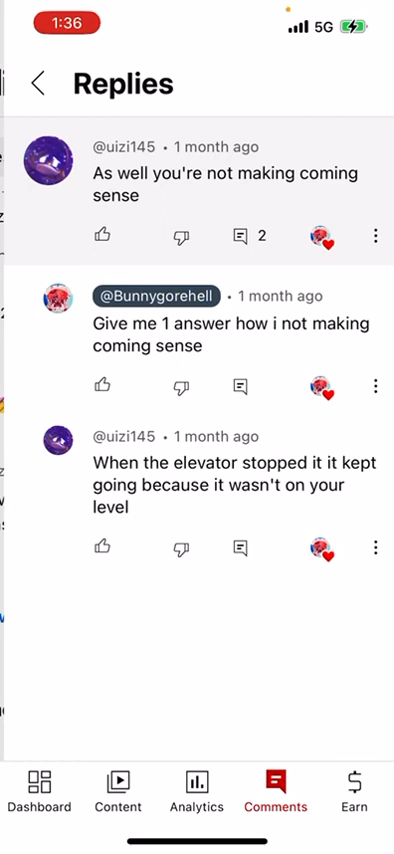 1:36
5G
Replies
@uizi145 • 1 month ago
As well you're not making coming
sense
2
@Bunnygorehell • 1 month ago
Give me 1 answer how i not making
coming sense
@uizi145 • 1 month ago
When the elevator stopped it it kept
going because it wasn't on your
level
Dashboard Content Analytics Comments Earn